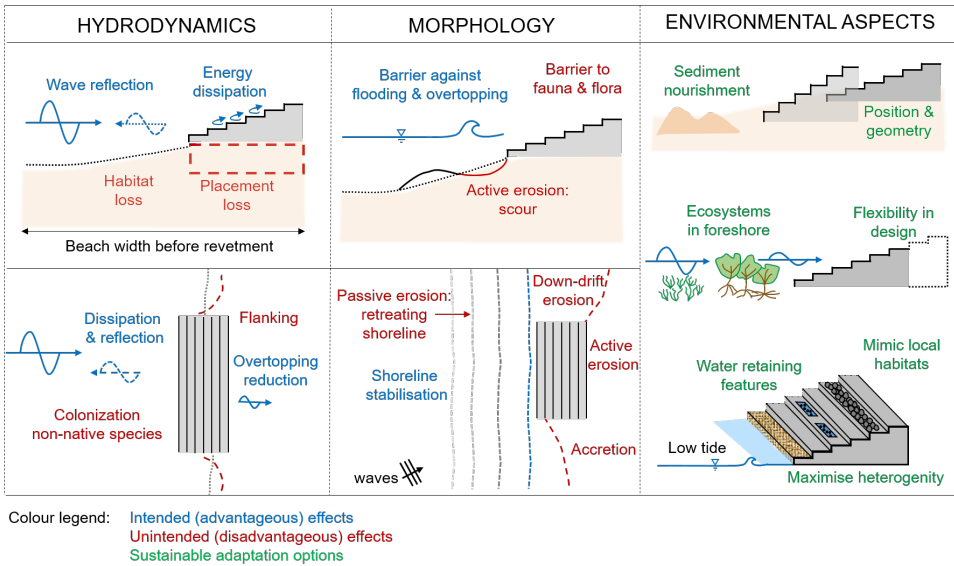 HYDRODYNAMICS
MORPHOLOGY
ENVIRONMENTAL ASPECTS
Wave reflection
Energy
dissipation
Habitat
loss
Placement
loss
Beach width before revetment
Barrier against
flooding & overtopping
Barrier to
fauna & flora
Active erosion:
scour
Sediment
nourishment
Position &
geometry
Ecosystems
in foreshore
Flexibility in
design
Dissipation
& reflection
Flanking
Overtopping
reduction
Colonization
non-native species
Passive erosion:
retreating
shoreline
Down-drift
erosion
Active
erosion
Shoreline
stabilisation
Accretion
waves
Mimic local
habitats
Water retaining
features
Low tide
Maximise heterogenity
Colour legend:
Intended (advantageous) effects
Unintended (disadvantageous) effects
Sustainable adaptation options